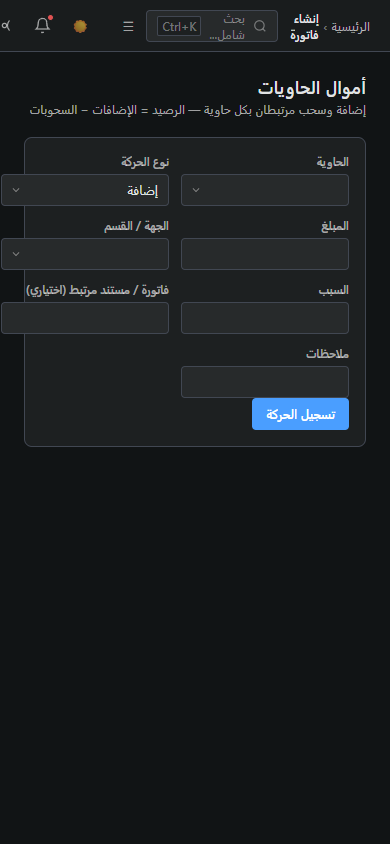 الرئيسية › إنشاء فاتورة
بحث شامل... Ctrl+K
أموال الحاويات
إضافة وسحب مرتبطان بكل حاوية — الرصيد = الإضافات − السحوبات
الحاوية
نوع الحركة
إضافة
المبلغ
الجهة / القسم
السبب
فاتورة / مستند مرتبط (اختياري)
ملاحظات
تسجيل الحركة